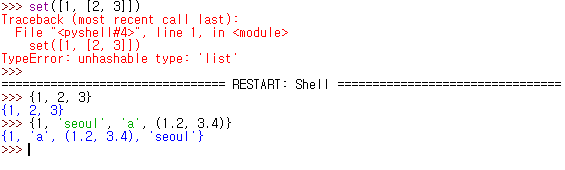 >>> set([1, [2, 3]])
Traceback (most recent call last):
  File "<pyshell#4>", line 1, in <module>
    set([1, [2, 3]])
TypeError: unhashable type: 'list'
>>>
================================ RESTART: Shell ================================
>>> {1, 2, 3}
{1, 2, 3}
>>> {1, 'seoul', 'a', (1.2, 3.4)}
{1, 'a', (1.2, 3.4), 'seoul'}
>>>